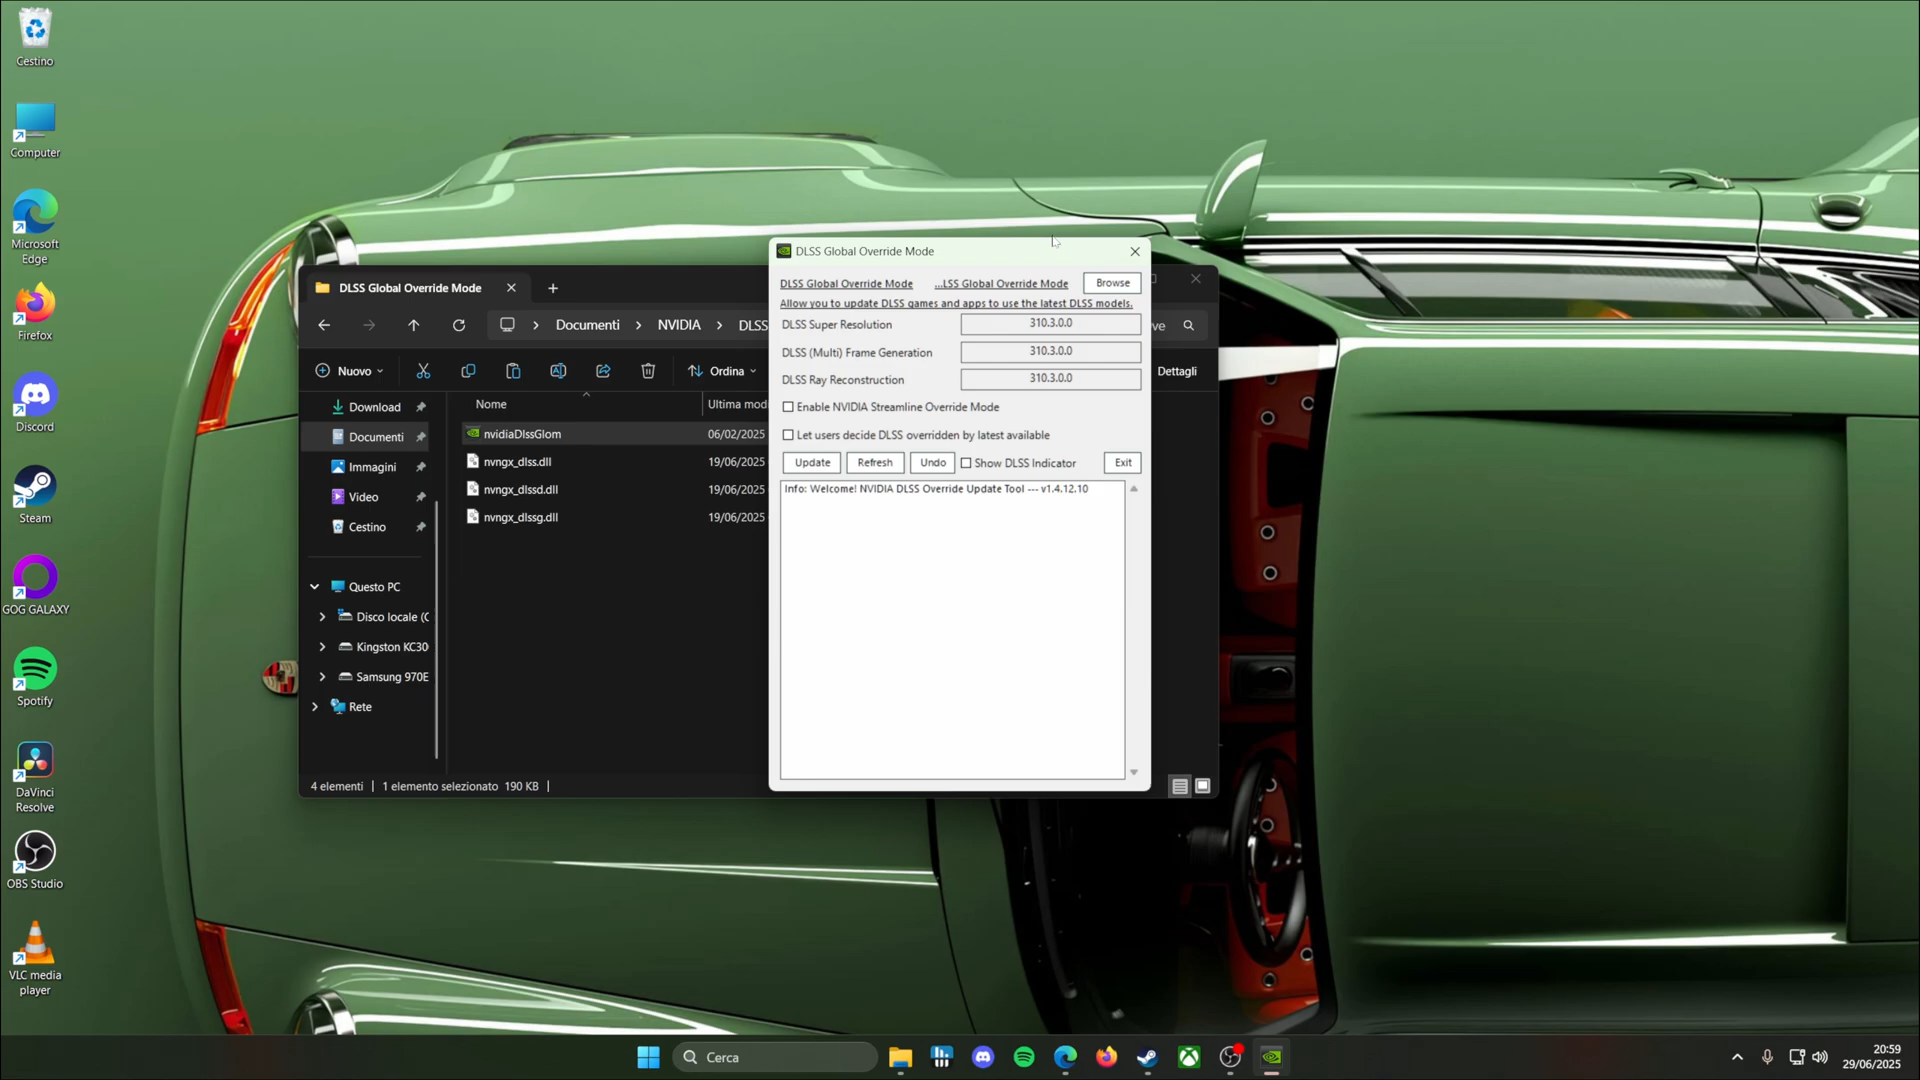 Cestino
Computer
Microsoft
Edge
Firefox
Discord
Steam
GOG GALAXY
Spotify
DaVinci
Resolve
OBS Studio
VLC media
player
DLSS Global Override Mode
Documenti
NVIDIA
DLSS
ve
Nuovo
Ordina
Dettagli
Download
Documenti
Immagini
Video
Cestino
Questo PC
Disco locale (C
Kingston KC30
Samsung 970E
Rete
Nome
Ultima modi
nvidiaDlssGlom
06/02/2025
nvngx_dlss.dll
19/06/2025
nvngx_dlssd.dll
19/06/2025
nvngx_dlssg.dll
19/06/2025
4 elementi
1 elemento selezionato 190 KB
DLSS Global Override Mode
DLSS Global Override Mode
...LSS Global Override Mode
Browse
Allow you to update DLSS games and apps to use the latest DLSS models.
DLSS Super Resolution
310.3.0.0
DLSS (Multi) Frame Generation
310.3.0.0
DLSS Ray Reconstruction
310.3.0.0
Enable NVIDIA Streamline Override Mode
Let users decide DLSS overridden by latest available
Update
Refresh
Undo
Show DLSS Indicator
Exit
Info: Welcome! NVIDIA DLSS Override Update Tool --- v1.4.12.10
Cerca
20:59
29/06/2025